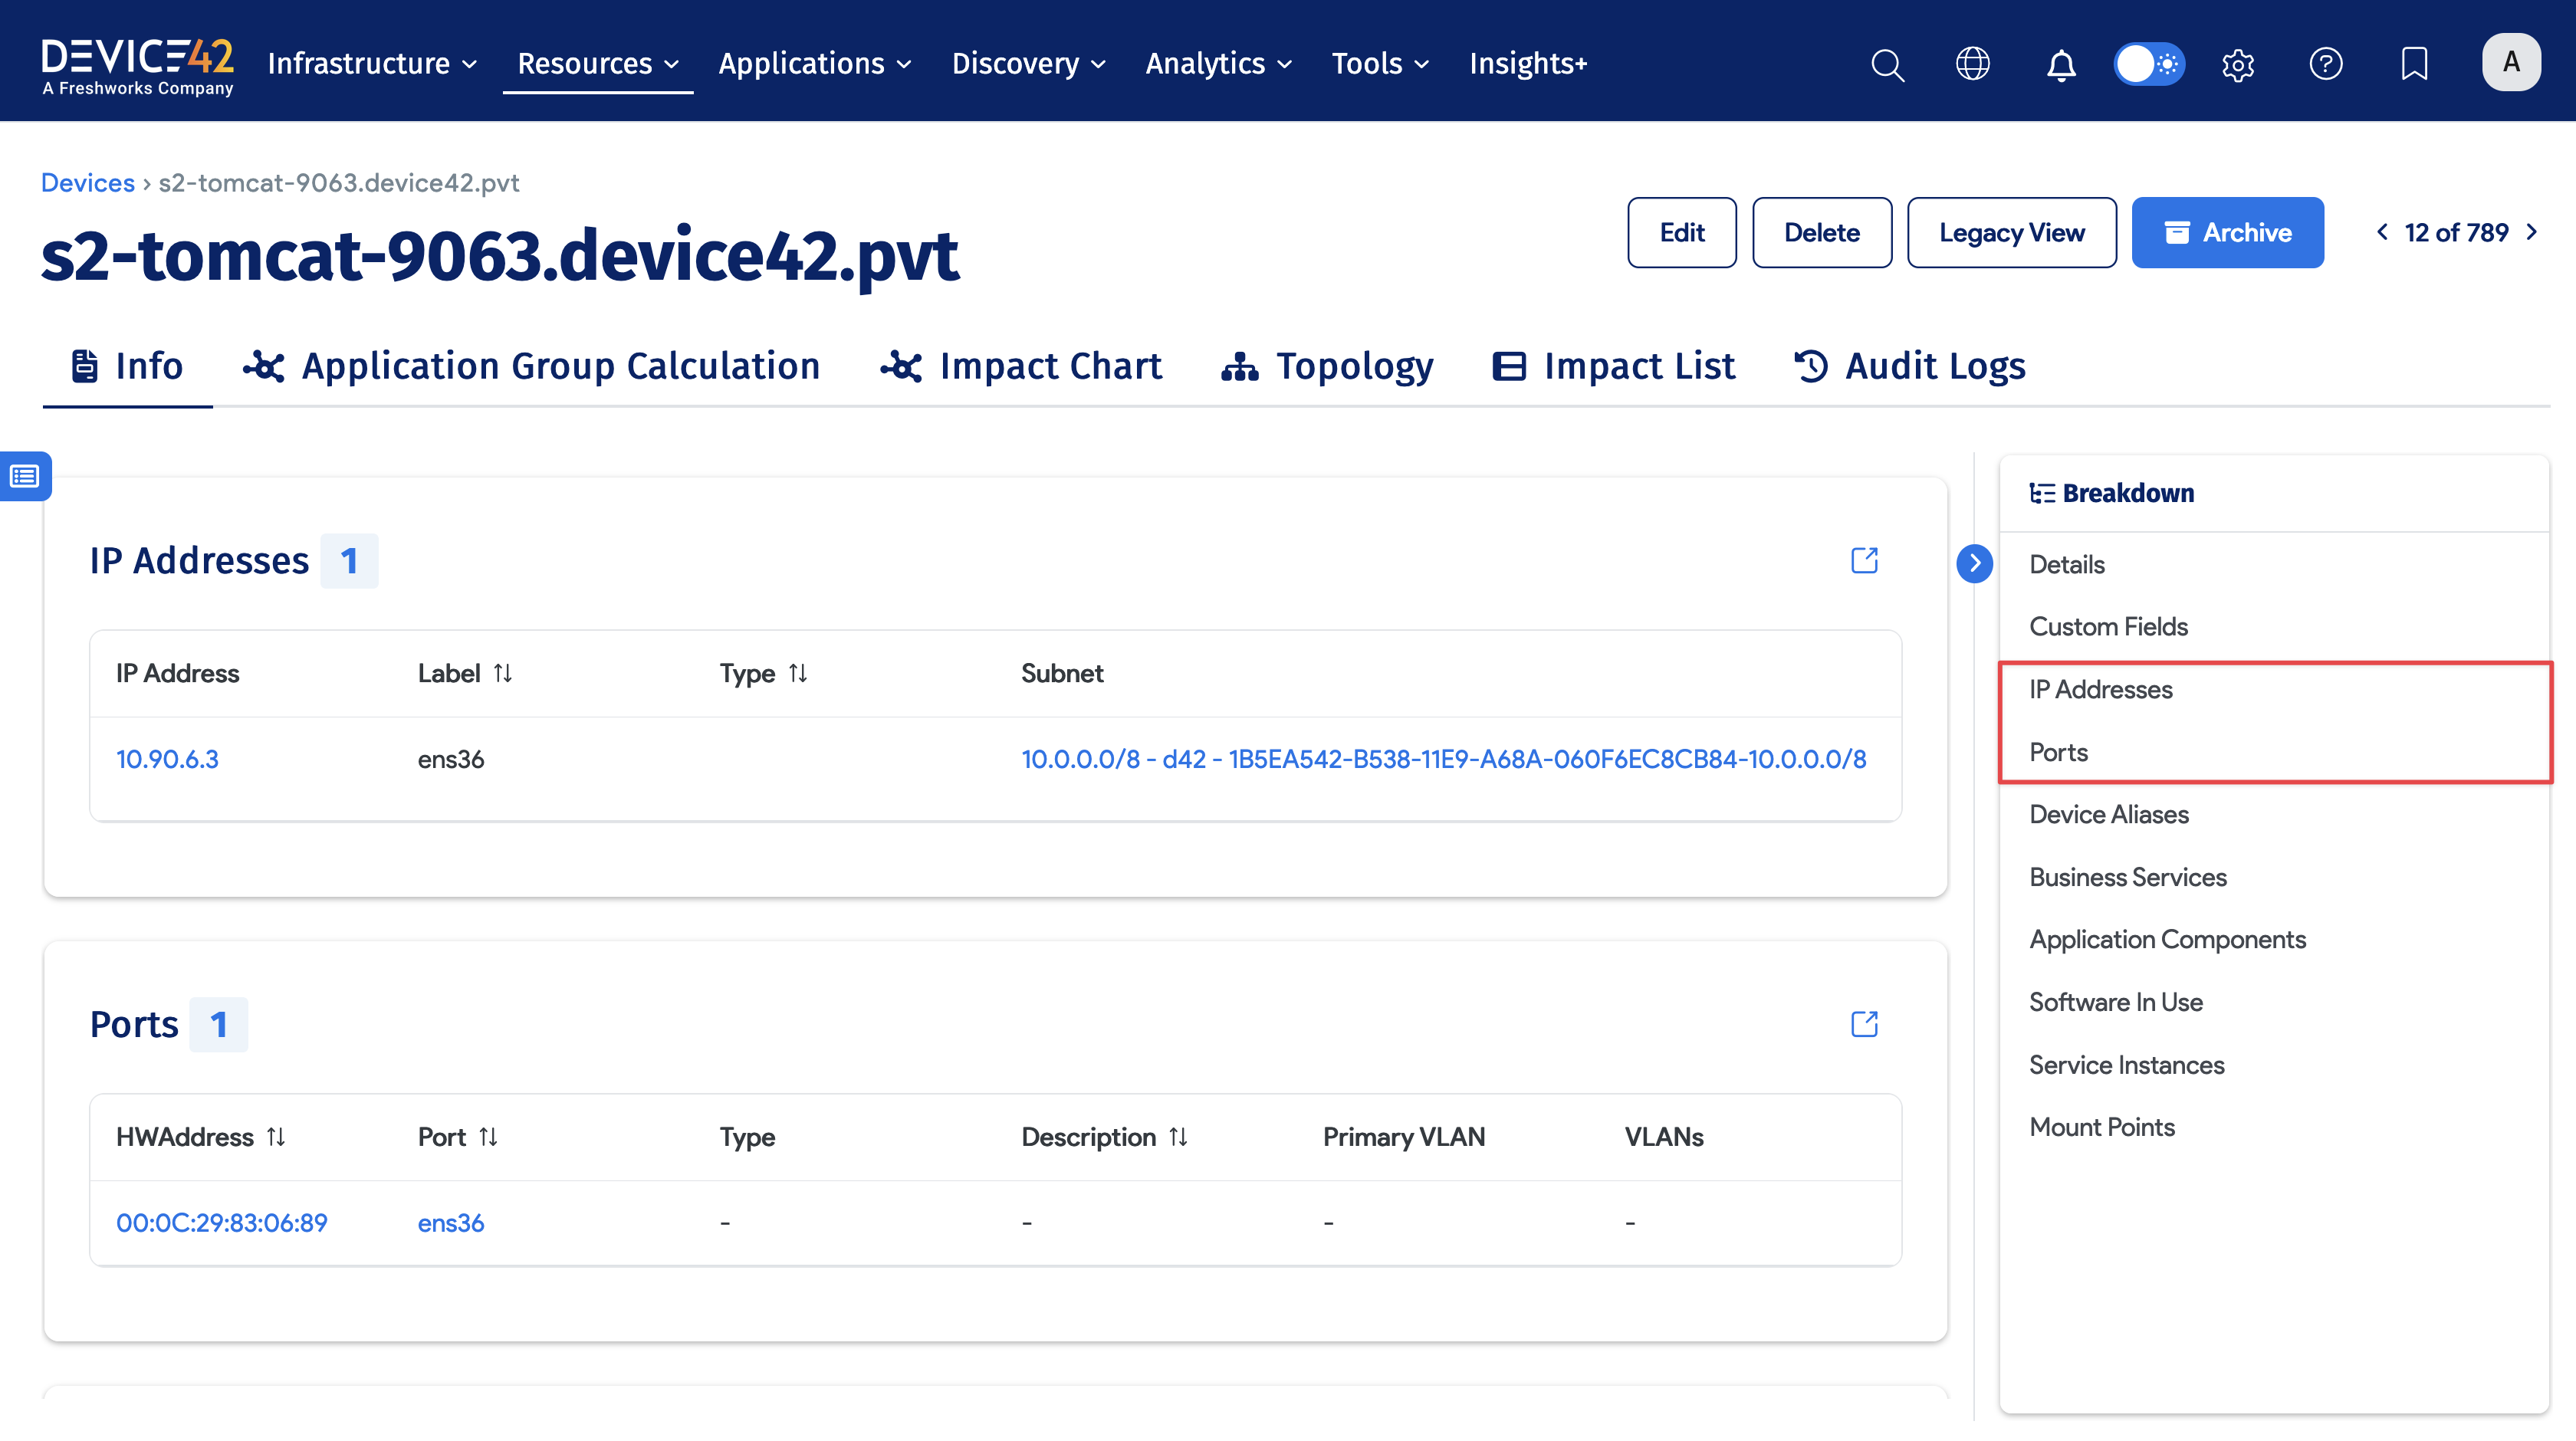 DEVICE42
A Freshworks Company
Infrastructure Resources Applications Discovery Analytics Tools Insights+
A
Devices › s2-tomcat-9063.device42.pvt
s2-tomcat-9063.device42.pvt
Edit Delete Legacy View Archive 12 of 789
Info Application Group Calculation Impact Chart Topology Impact List Audit Logs
IP Addresses 1
IP Address Label Type Subnet
10.90.6.3 ens36 10.0.0.0/8 - d42 - 1B5EA542-B538-11E9-A68A-060F6EC8CB84-10.0.0.0/8
Ports 1
HWAddress Port Type Description Primary VLAN VLANs
00:0C:29:83:06:89 ens36 - - - -
Breakdown
Details
Custom Fields
IP Addresses
Ports
Device Aliases
Business Services
Application Components
Software In Use
Service Instances
Mount Points